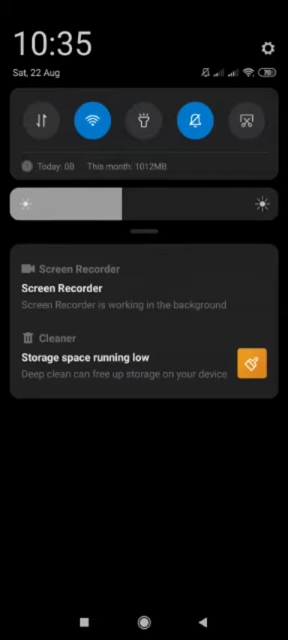 10:35
Sat, 22 Aug
Today: 0B This month: 1012MB
Screen Recorder
Screen Recorder
Screen Recorder is working in the background
Cleaner
Storage space running low
Deep clean can free up storage on your device